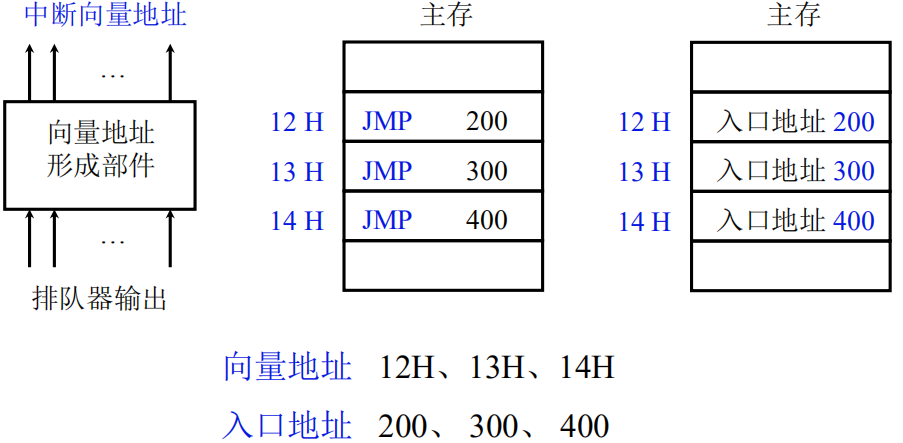 中断向量地址
…
向量地址
形成部件
…
排队器输出
主存
12 H JMP 200
13 H JMP 300
14 H JMP 400
主存
12 H 入口地址 200
13 H 入口地址 300
14 H 入口地址 400
向量地址 12H、13H、14H
入口地址 200、300、400